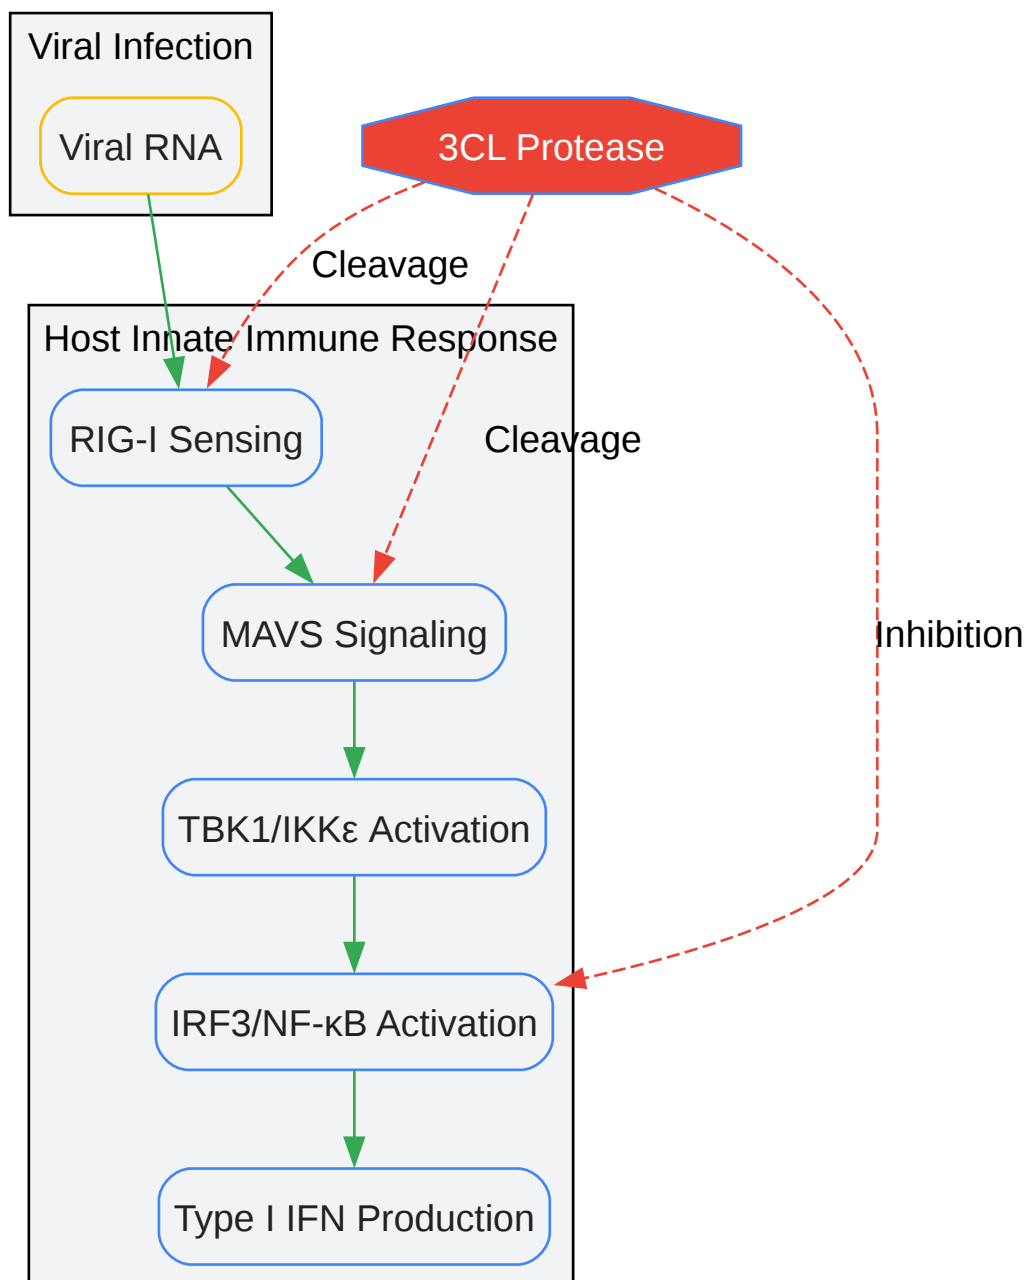 Viral Infection
Viral RNA
3CL Protease
Cleavage
Host Innate Immune Response
RIG-I Sensing
Cleavage
MAVS Signaling
Inhibition
TBK1/IKKε Activation
IRF3/NF-κB Activation
Type I IFN Production